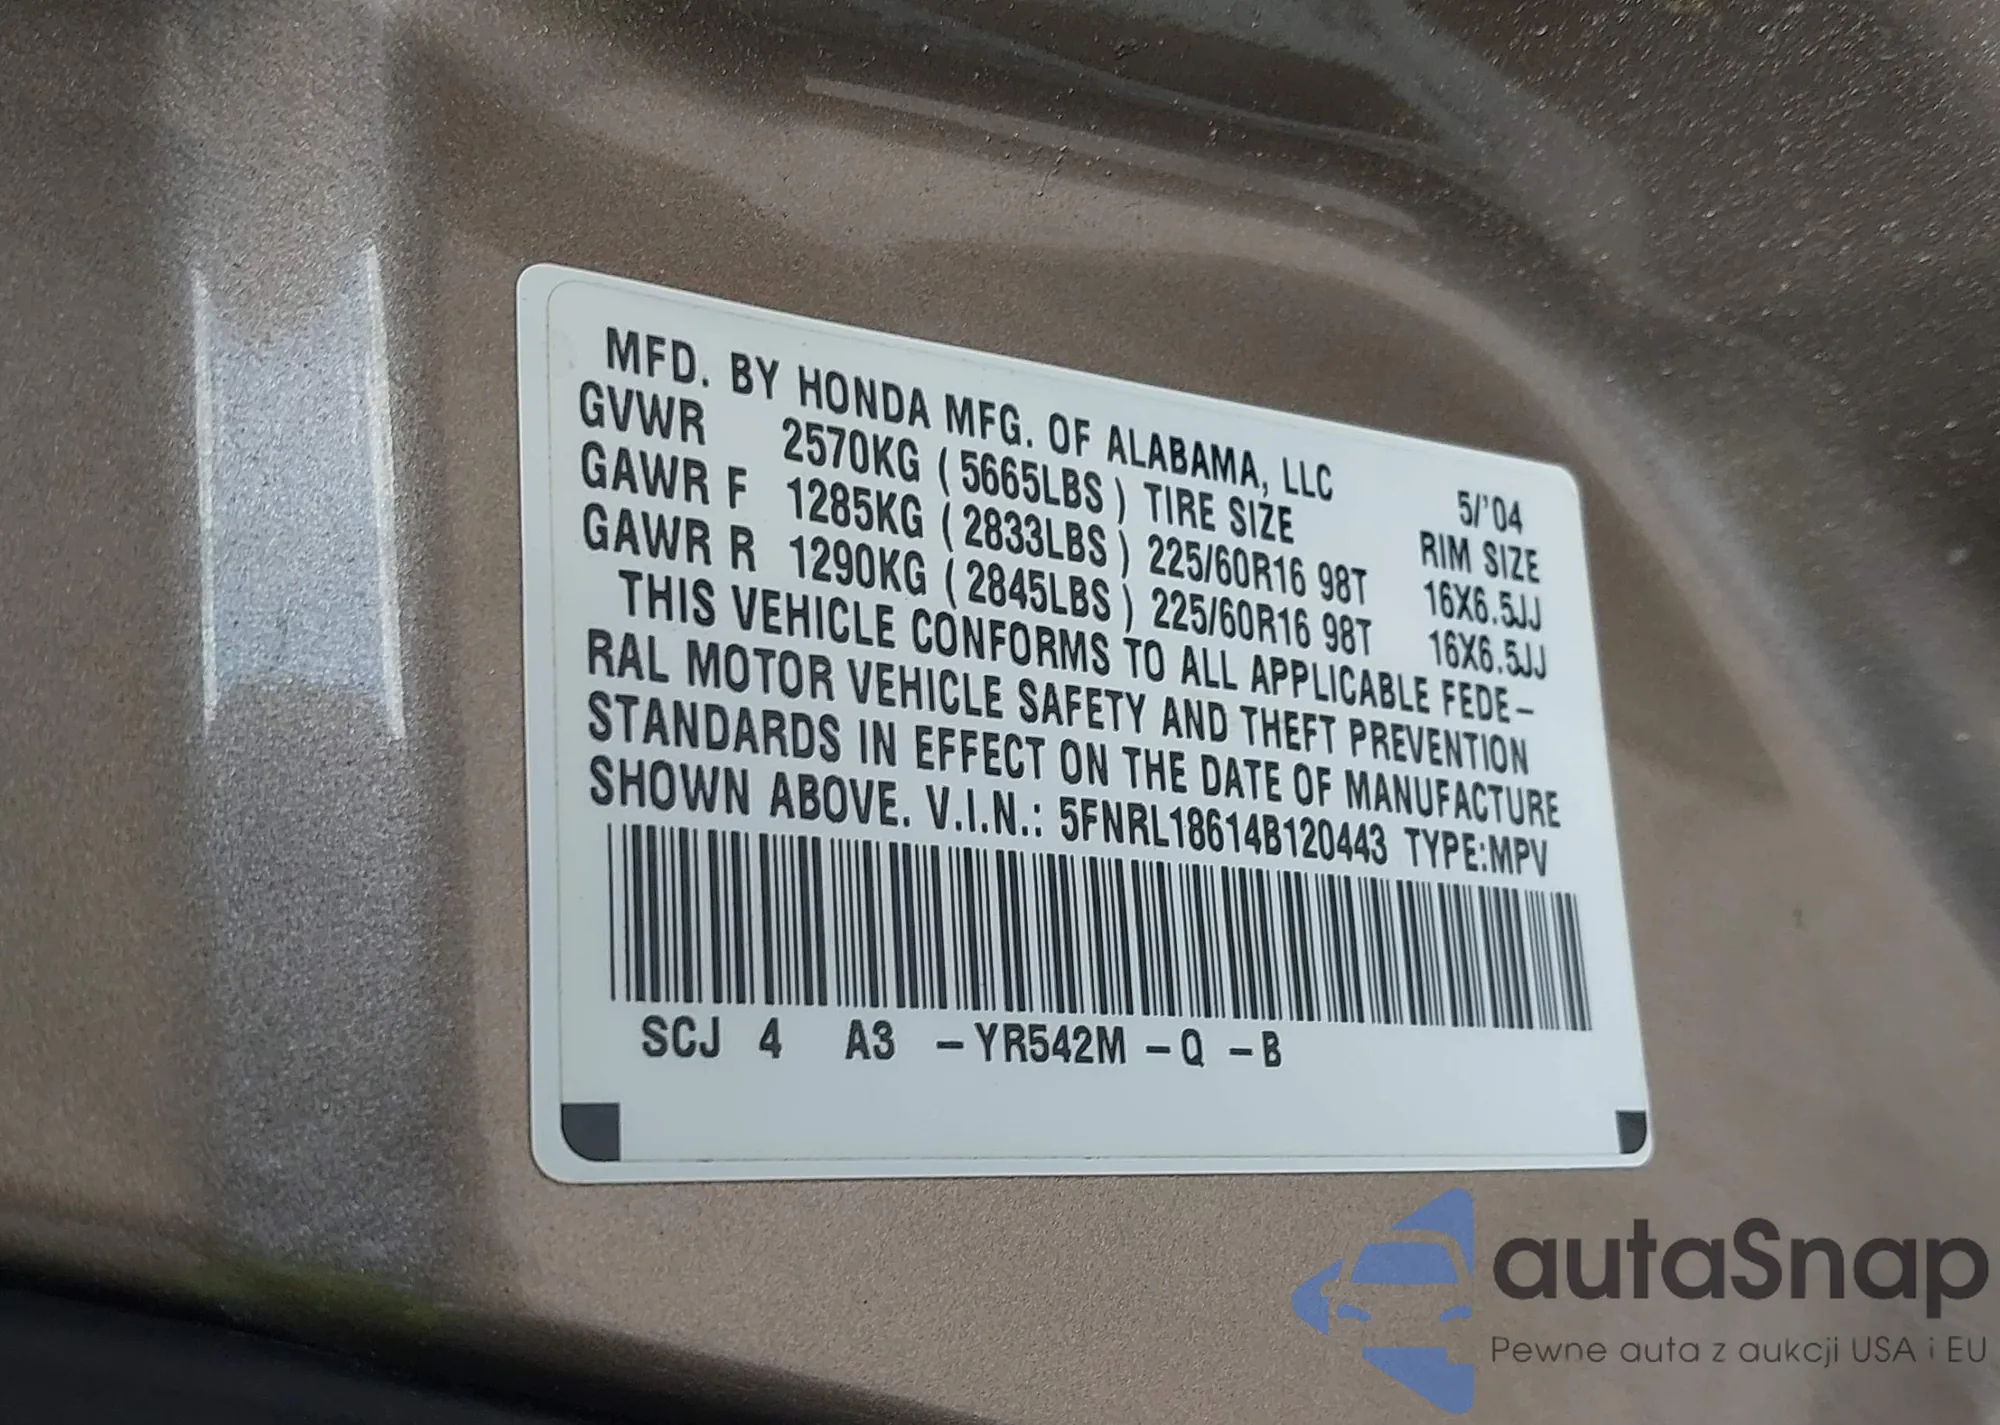 MFD. BY HONDA MFG. OF ALABAMA, LLC 5/'04
GVWR 2570KG ( 5665LBS ) TIRE SIZE RIM SIZE
GAWR F 1285KG ( 2833LBS ) 225/60R16 98T 16X6.5JJ
GAWR R 1290KG ( 2845LBS ) 225/60R16 98T 16X6.5JJ
THIS VEHICLE CONFORMS TO ALL APPLICABLE FEDE–
RAL MOTOR VEHICLE SAFETY AND THEFT PREVENTION
STANDARDS IN EFFECT ON THE DATE OF MANUFACTURE
SHOWN ABOVE. V.I.N.: 5FNRL18614B120443 TYPE:MPV
SCJ 4 A3 –YR542M –Q –B
autaSnap
Pewne auta z aukcji USA i EU